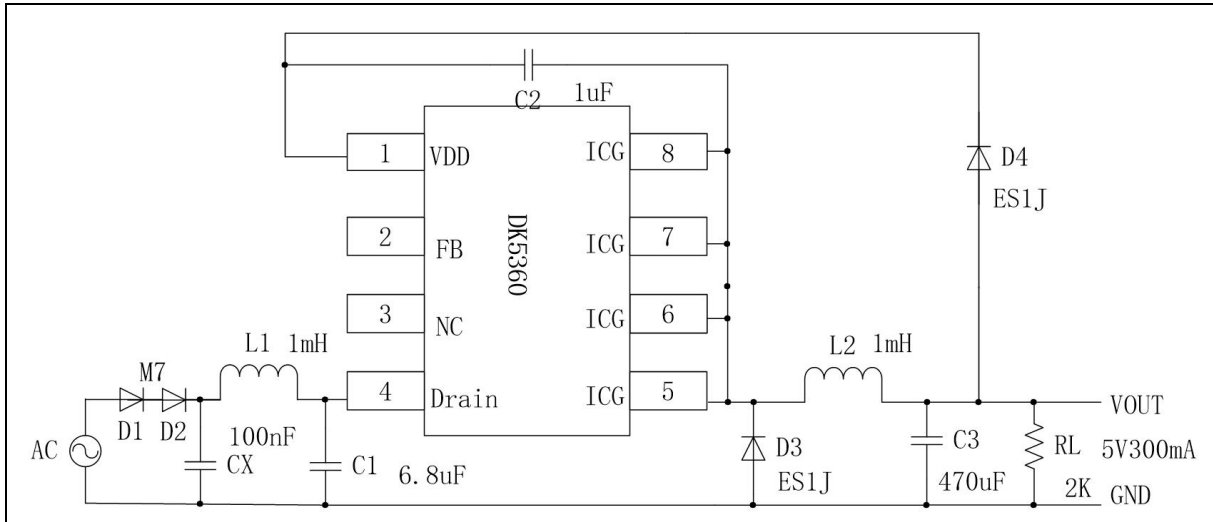 C2
1uF
1
VDD
ICG
8
D4
ES1J
2
FB
DK5360
ICG
7
3
NC
ICG
6
L1 1mH
L2 1mH
M7
4
Drain
ICG
5
VOUT
D1 D2
100nF
AC
CX
C1
6.8uF
D3
ES1J
C3
470uF
RL
5V300mA
2K
GND